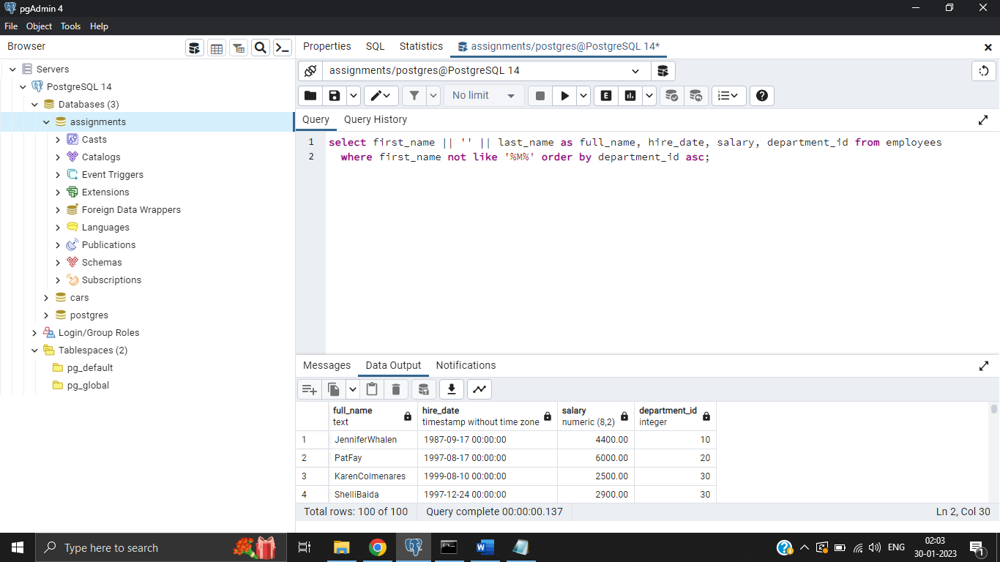 pgAdmin 4
File Object Tools Help
Browser
Properties SQL Statistics assignments/postgres@PostgreSQL 14*
Servers
PostgreSQL 14
Databases (3)
assignments
Casts
Catalogs
Event Triggers
Extensions
Foreign Data Wrappers
Languages
Publications
Schemas
Subscriptions
cars
postgres
Login/Group Roles
Tablespaces (2)
pg_default
pg_global
assignments/postgres@PostgreSQL 14
No limit
E
Query Query History
1 select first_name || '' || last_name as full_name, hire_date, salary, department_id from employees
2 where first_name not like '%M%' order by department_id asc;
Messages Data Output Notifications
full_name hire_date salary department_id
text timestamp without time zone numeric (8,2) integer
1 JenniferWhalen 1987-09-17 00:00:00 4400.00 10
2 PatFay 1997-08-17 00:00:00 6000.00 20
3 KarenColmenares 1999-08-10 00:00:00 2500.00 30
4 ShelliBaida 1997-12-24 00:00:00 2900.00 30
Total rows: 100 of 100 Query complete 00:00:00.137 Ln 2, Col 30
Type here to search
ENG
02:03
30-01-2023
1